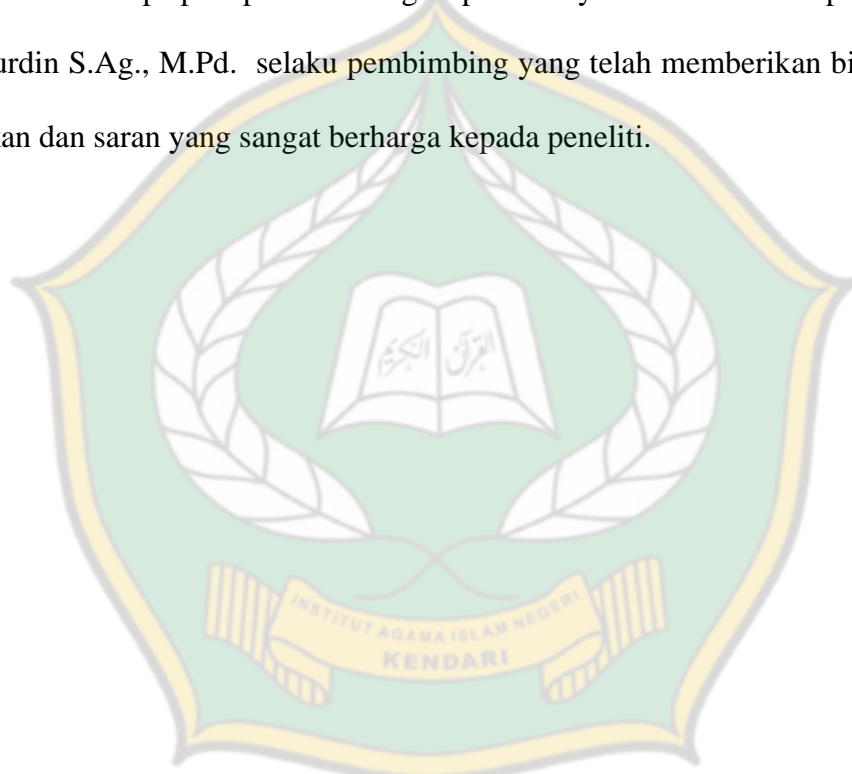 urdin S.Ag., M.Pd. selaku pembimbing yang telah memberikan bi
an dan saran yang sangat berharga kepada peneliti.
القرآن الكريم
INSTITUT AGAMA ISLAM NEGERI
KENDARI